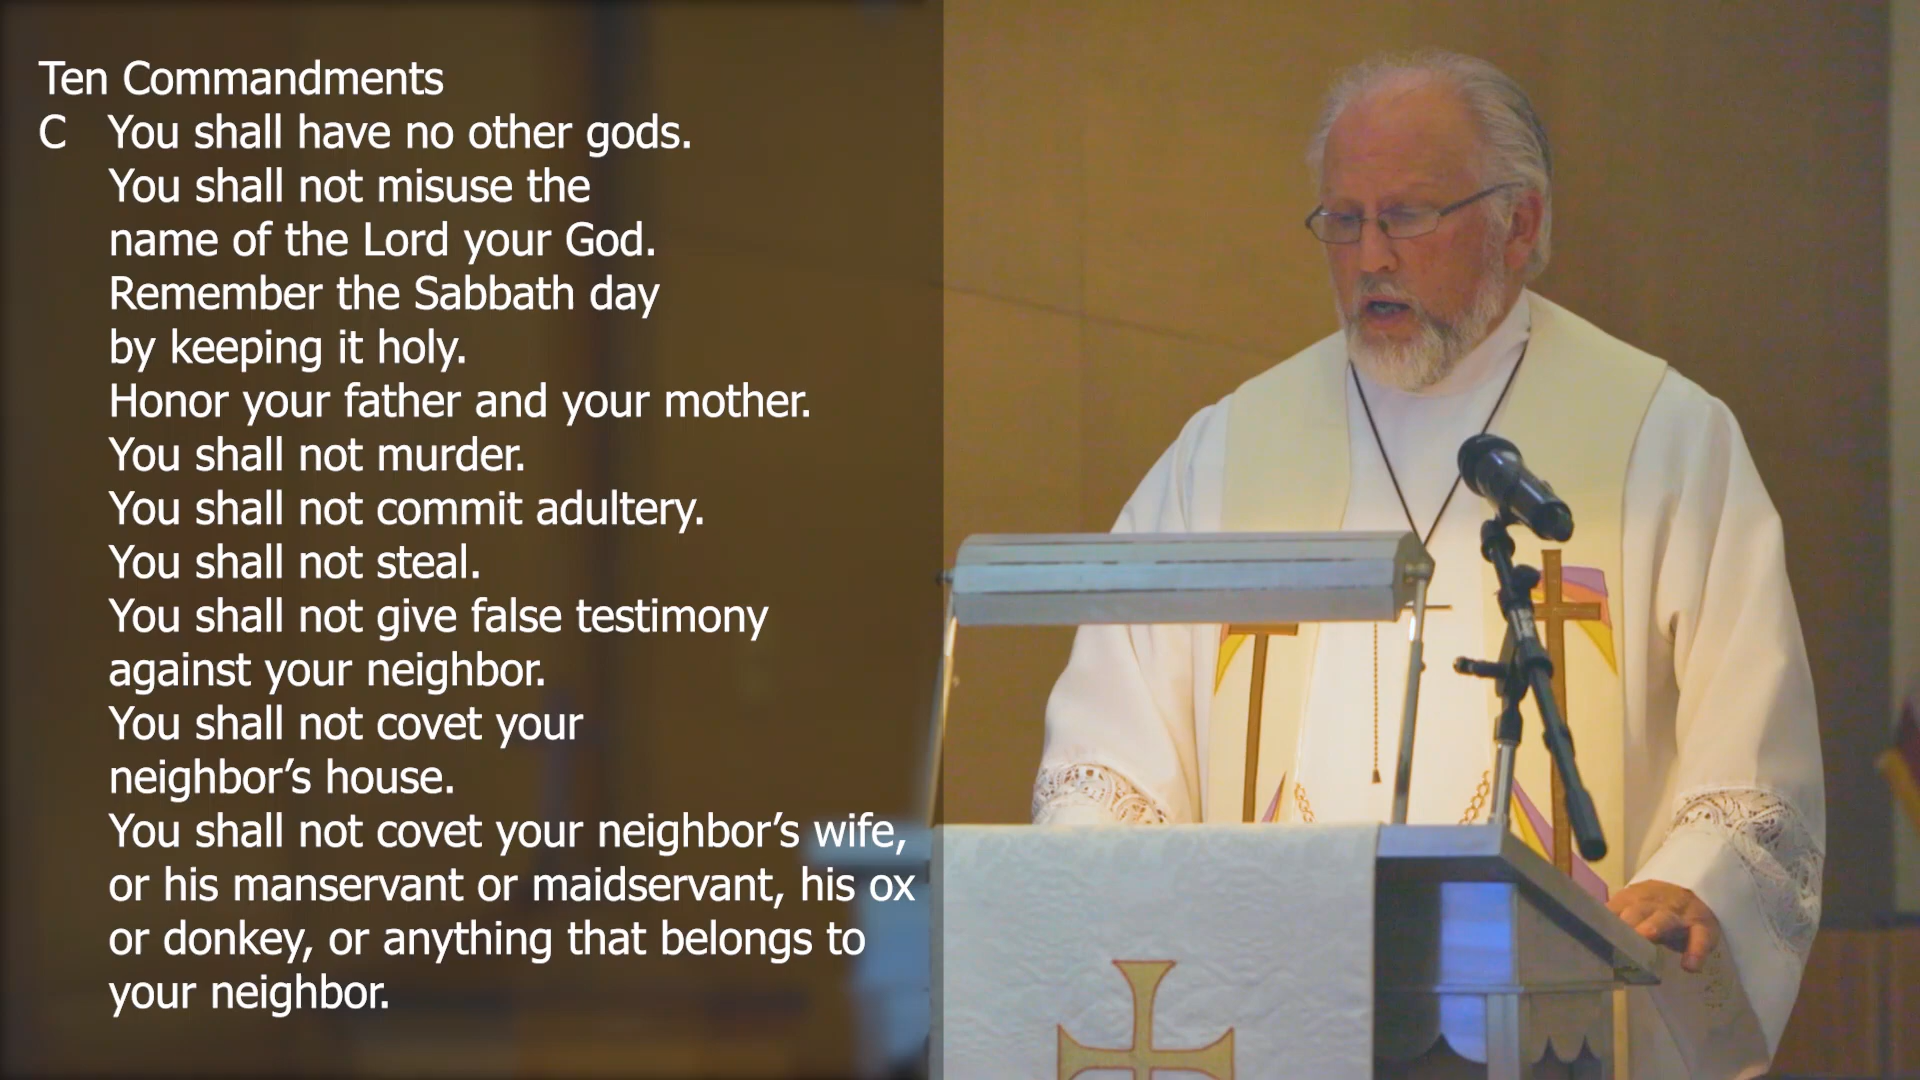 Ten Commandments
C You shall have no other gods.
You shall not misuse the
name of the Lord your God.
Remember the Sabbath day
by keeping it holy.
Honor your father and your mother.
You shall not murder.
You shall not commit adultery.
You shall not steal.
You shall not give false testimony
against your neighbor.
You shall not covet your
neighbor’s house.
You shall not covet your neighbor’s wife,
or his manservant or maidservant, his ox
or donkey, or anything that belongs to
your neighbor.